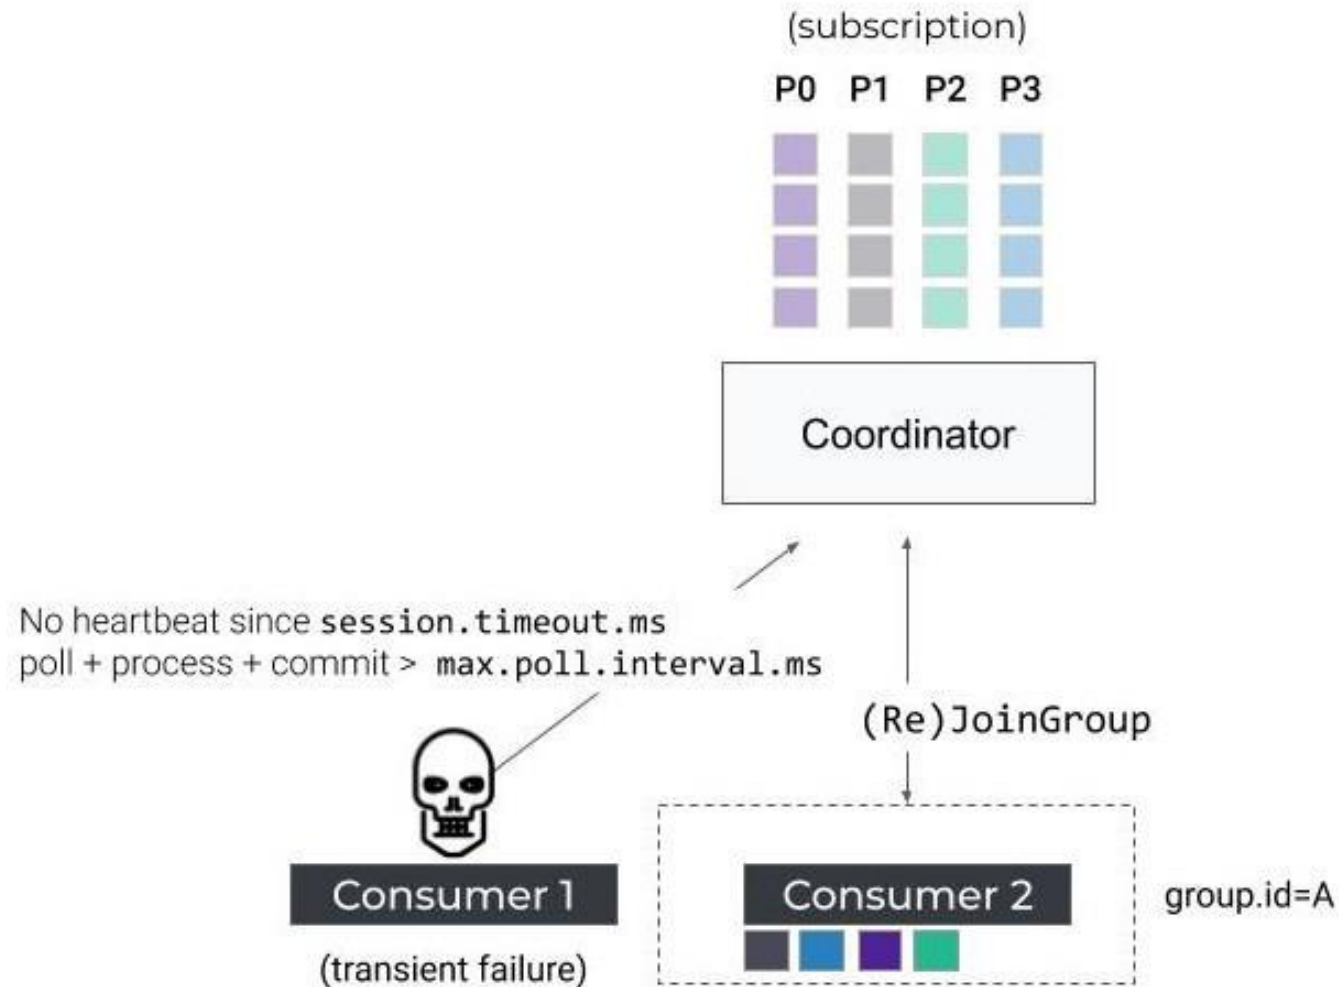 (subscription)
P0 P1 P2 P3
Coordinator
No heartbeat since session.timeout.ms
poll + process + commit > max.poll.interval.ms
(Re)JoinGroup
Consumer 1
Consumer 2
group.id=A
(transient failure)